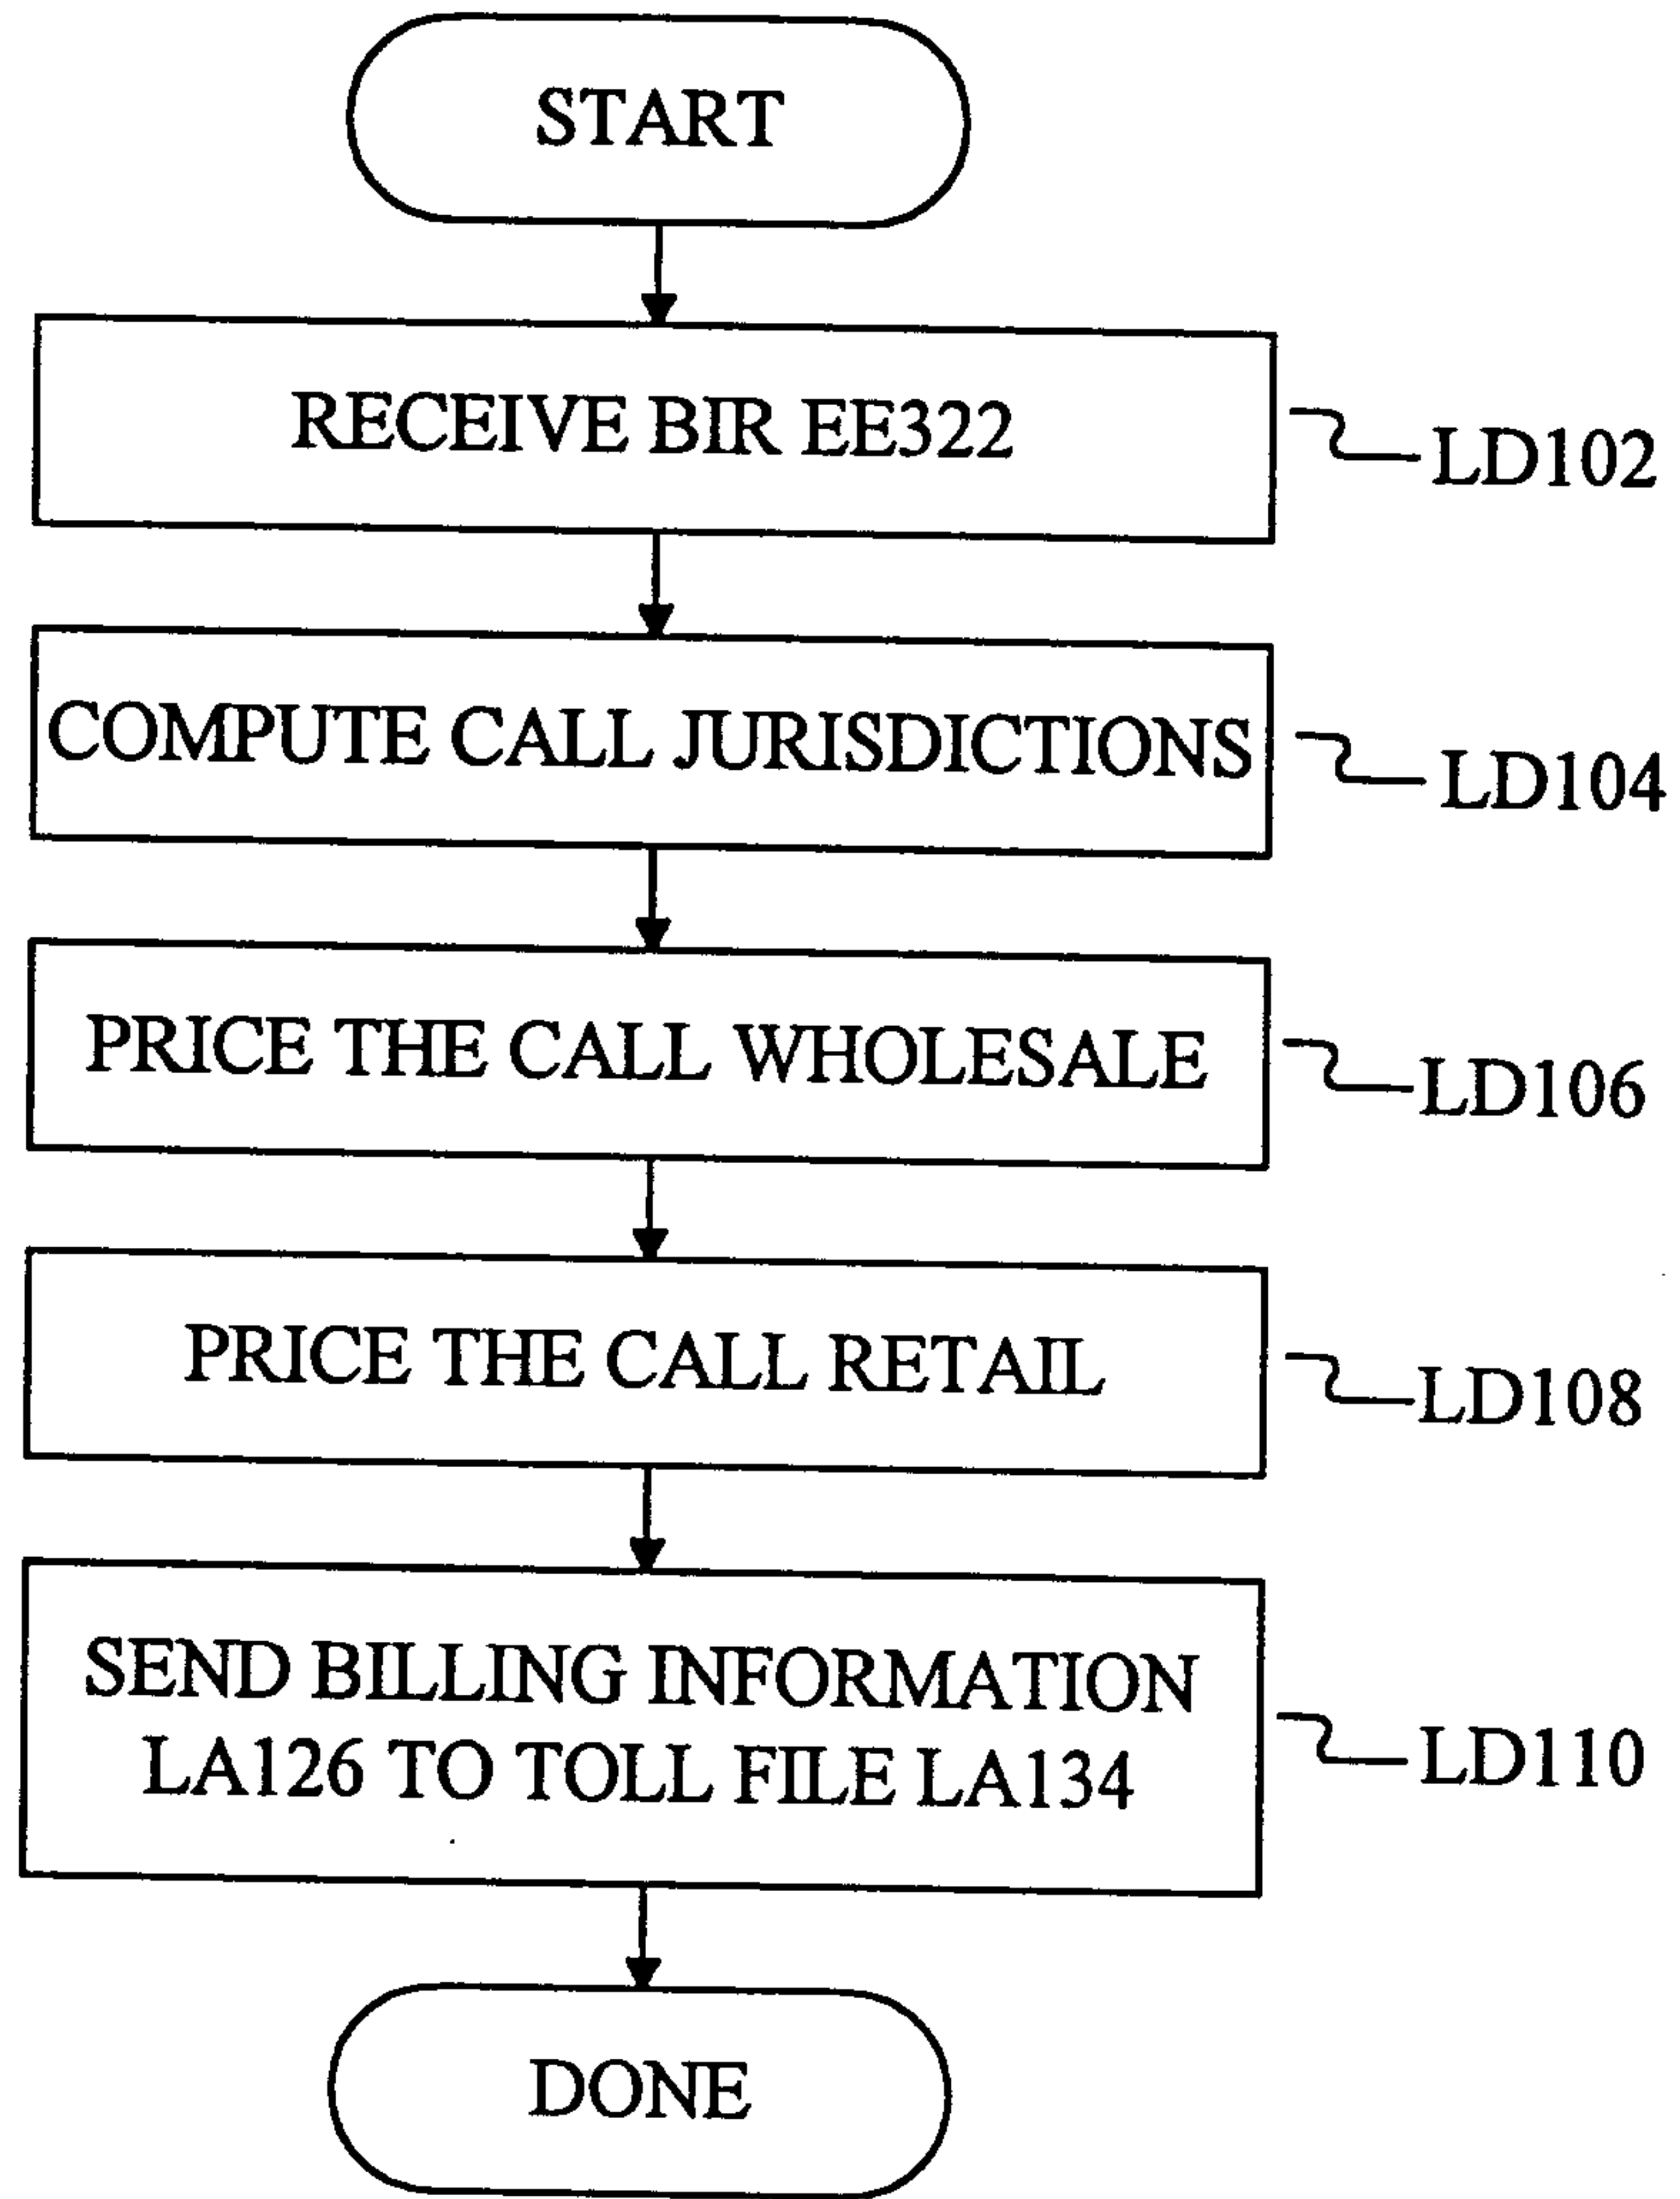 START
RECEIVE BIR EE322
LD102
COMPUTE CALL JURISDICTIONS
LD104
PRICE THE CALL WHOLESALE
LD106
PRICE THE CALL RETAIL
LD108
SEND BILLING INFORMATION
LA126 TO TOLL FILE LA134
LD110
DONE